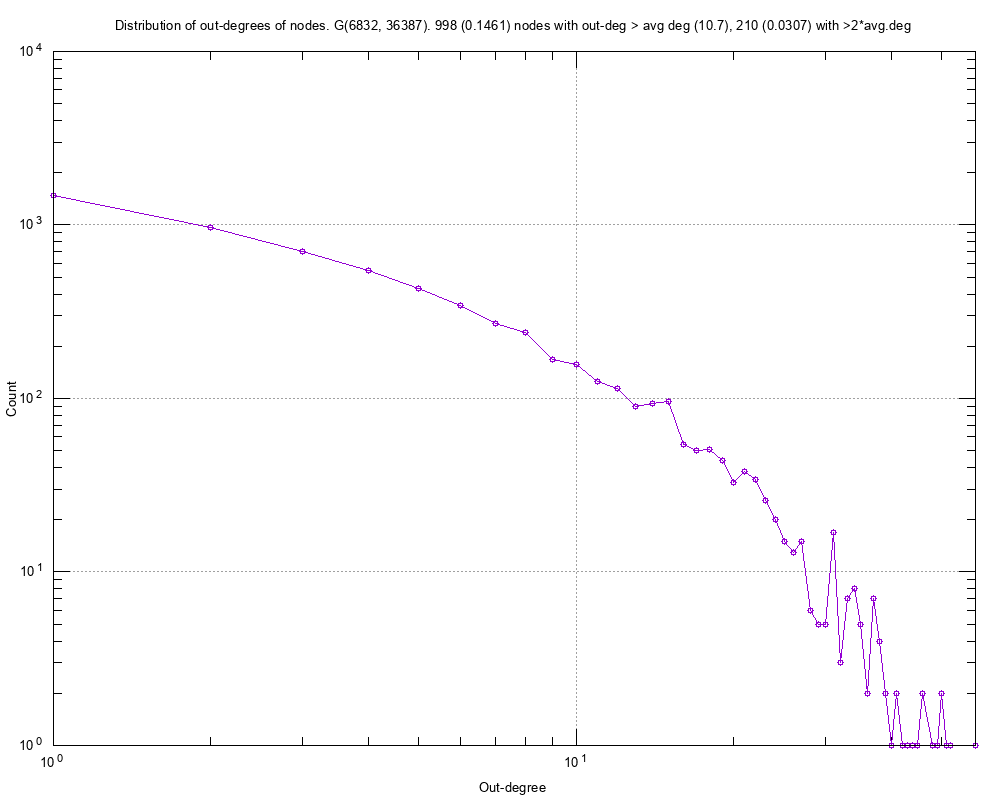 Distribution of out-degrees of nodes. G(6832, 36387). 998 (0.1461) nodes with out-deg > avg deg (10.7), 210 (0.0307) with >2*avg.deg
10^4
10^3
10^2
10^1
10^0
Count
10^0 10^1
Out-degree